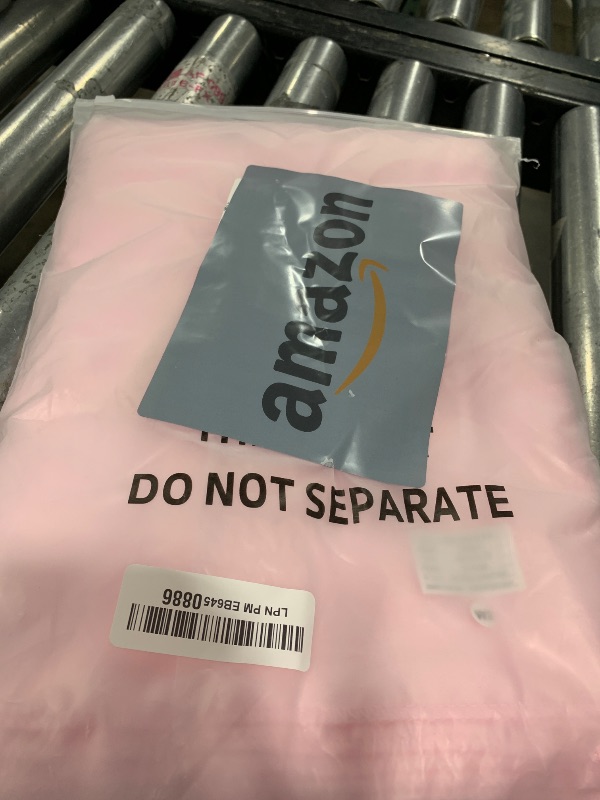 amazon
DO NOT SEPARATE
LPN PM EB6450886